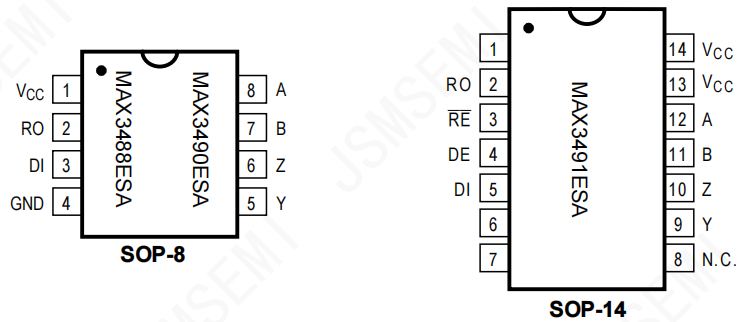 VCC 1 8 A
RO 2 7 B
DI 3 6 Z
GND 4 5 Y
MAX3488ESA
MAX3490ESA
SOP-8
1 14 VCC
RO 2 13 VCC
R̅E̅ 3 12 A
DE 4 11 B
DI 5 10 Z
6 9 Y
7 8 N.C.
MAX3491ESA
SOP-14
JSMSEMI
JSMSEMI